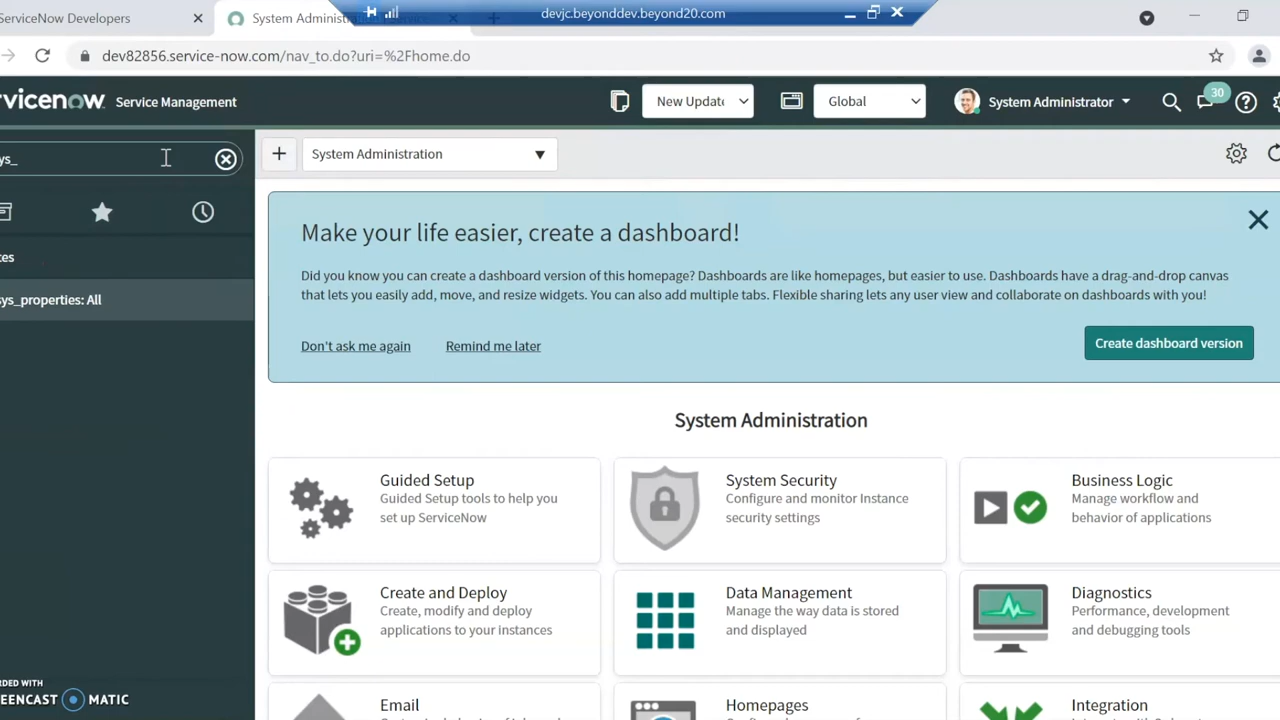 ServiceNow Developers
System Administra
devjc.beyonddev.beyond20.com
dev82856.service-now.com/nav_to.do?uri=%2Fhome.do
rvicenow Service Management
New Update
Global
System Administrator
30
ys_
System Administration
tes
sys_properties: All
Make your life easier, create a dashboard!
Did you know you can create a dashboard version of this homepage? Dashboards are like homepages, but easier to use. Dashboards have a drag-and-drop canvas
that lets you easily add, move, and resize widgets. You can also add multiple tabs. Flexible sharing lets any user view and collaborate on dashboards with you!
Don't ask me again
Remind me later
Create dashboard version
System Administration
Guided Setup
Guided Setup tools to help you
set up ServiceNow
System Security
Configure and monitor Instance
security settings
Business Logic
Manage workflow and
behavior of applications
Create and Deploy
Create, modify and deploy
applications to your instances
Data Management
Manage the way data is stored
and displayed
Diagnostics
Performance, development
and debugging tools
Email
Homepages
Integration
RDED WITH
EENCAST MATIC